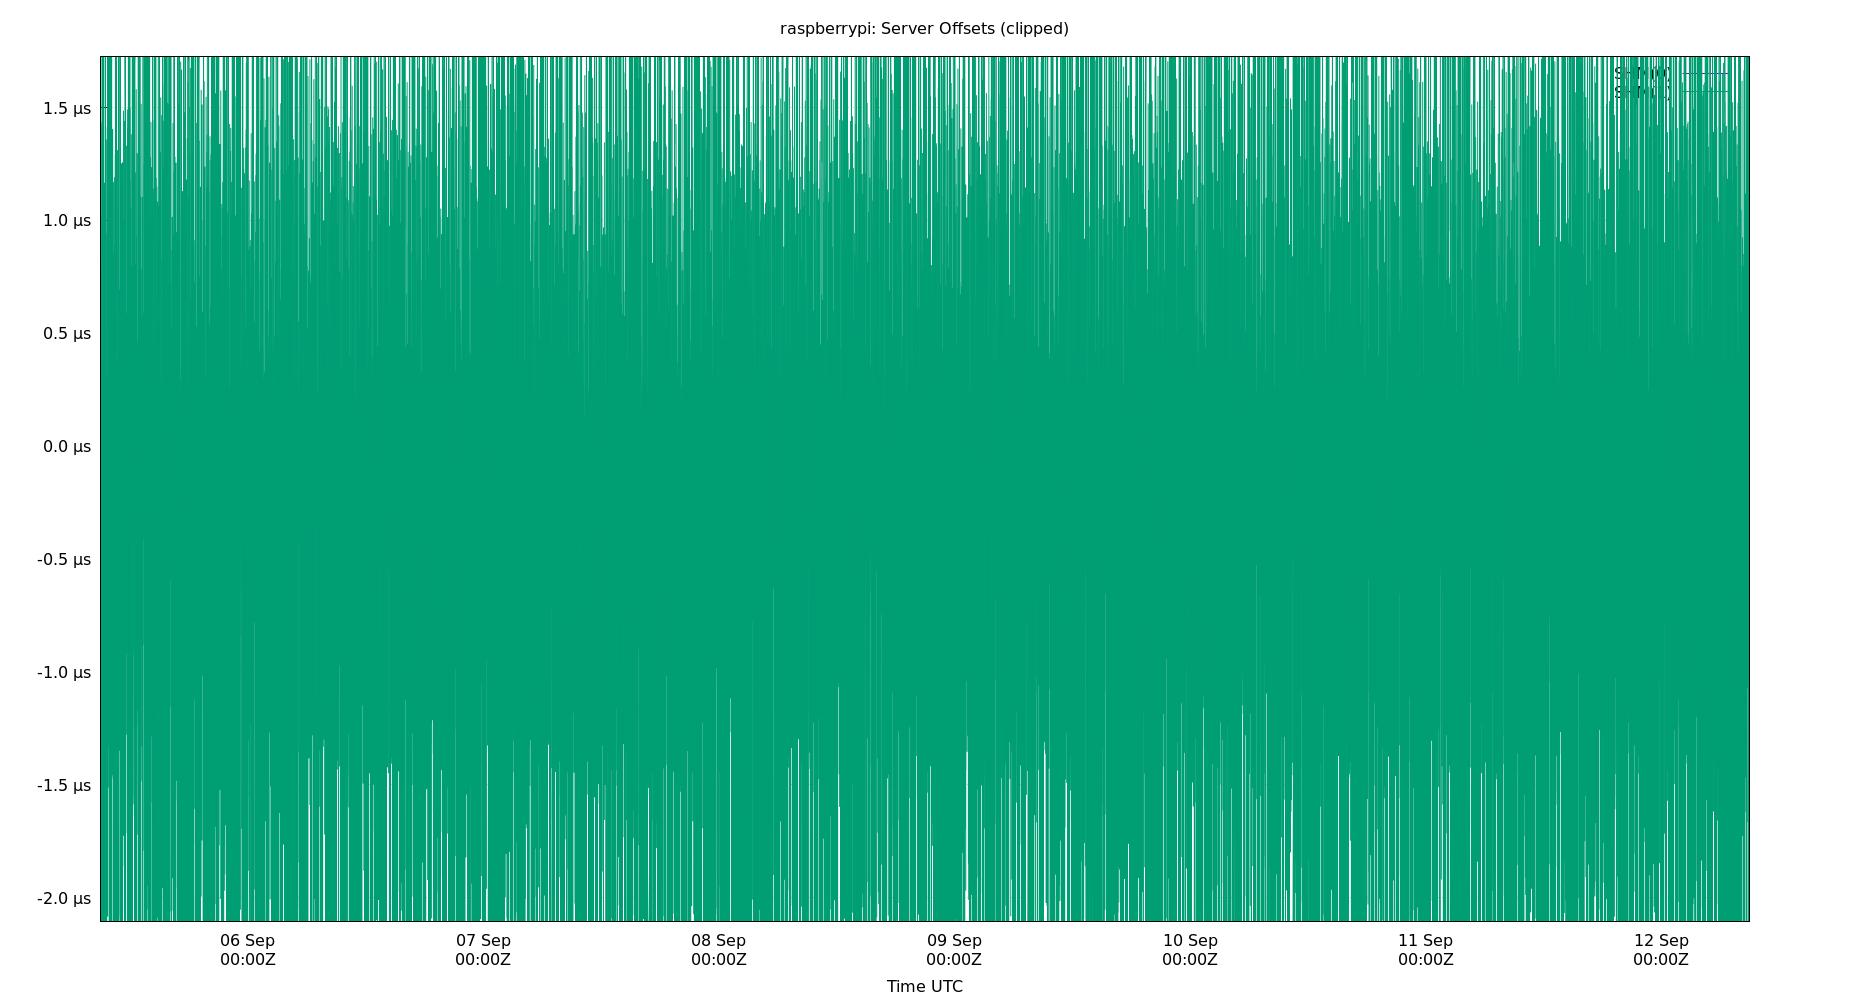 raspberrypi: Server Offsets (clipped)
1.5 µs
1.0 µs
0.5 µs
0.0 µs
-0.5 µs
-1.0 µs
-1.5 µs
-2.0 µs
06 Sep
00:00Z
07 Sep
00:00Z
08 Sep
00:00Z
09 Sep
00:00Z
10 Sep
00:00Z
11 Sep
00:00Z
12 Sep
00:00Z
Time UTC